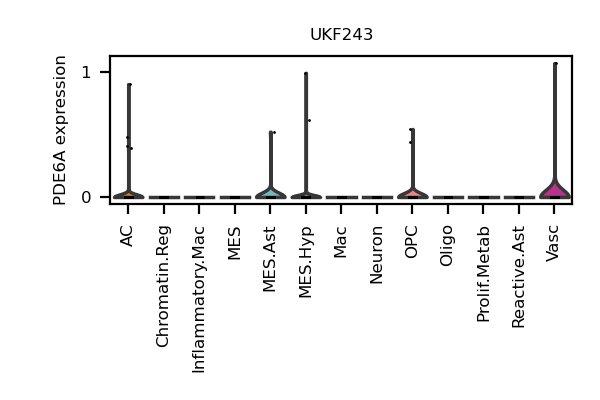 UKF243
PDE6A expression
1
0
AC
Chromatin.Reg
Inflammatory.Mac
MES
MES.Ast
MES.Hyp
Mac
Neuron
OPC
Oligo
Prolif.Metab
Reactive.Ast
Vasc